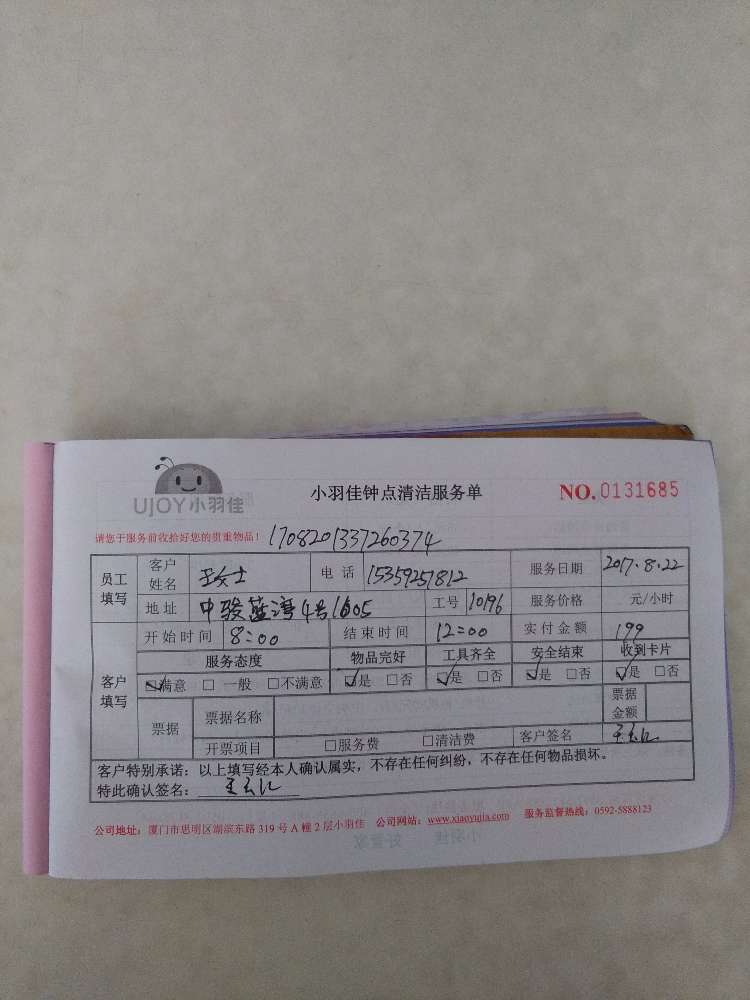 UJOY小羽佳
小羽佳钟点清洁服务单
NO.0131685
请您于服务前收拾好您的贵重物品！
1708201337260374
员工填写 客户姓名 王女士 电话 15359257812 服务日期 2017.8.22
地址 中骏蓝湾4号1605 工号 10196 服务价格 元/小时
客户填写 开始时间 8:00 结束时间 12:00 实付金额 199
服务态度 物品完好 工具齐全 安全结束 收到卡片
☑满意 □一般 □不满意 ☑是 □否 ☑是 □否 ☑是 □否 ☑是 □否
票据 票据名称 票据金额
开票项目 □服务费 □清洁费 客户签名
客户特别承诺：以上填写经本人确认属实，不存在任何纠纷，不存在任何物品损坏。
特此确认签名：
公司地址：厦门市思明区湖滨东路 319 号 A 幢 2 层小羽佳 公司网站：www.xiaoyujia.com 服务监督热线：0592-5888123